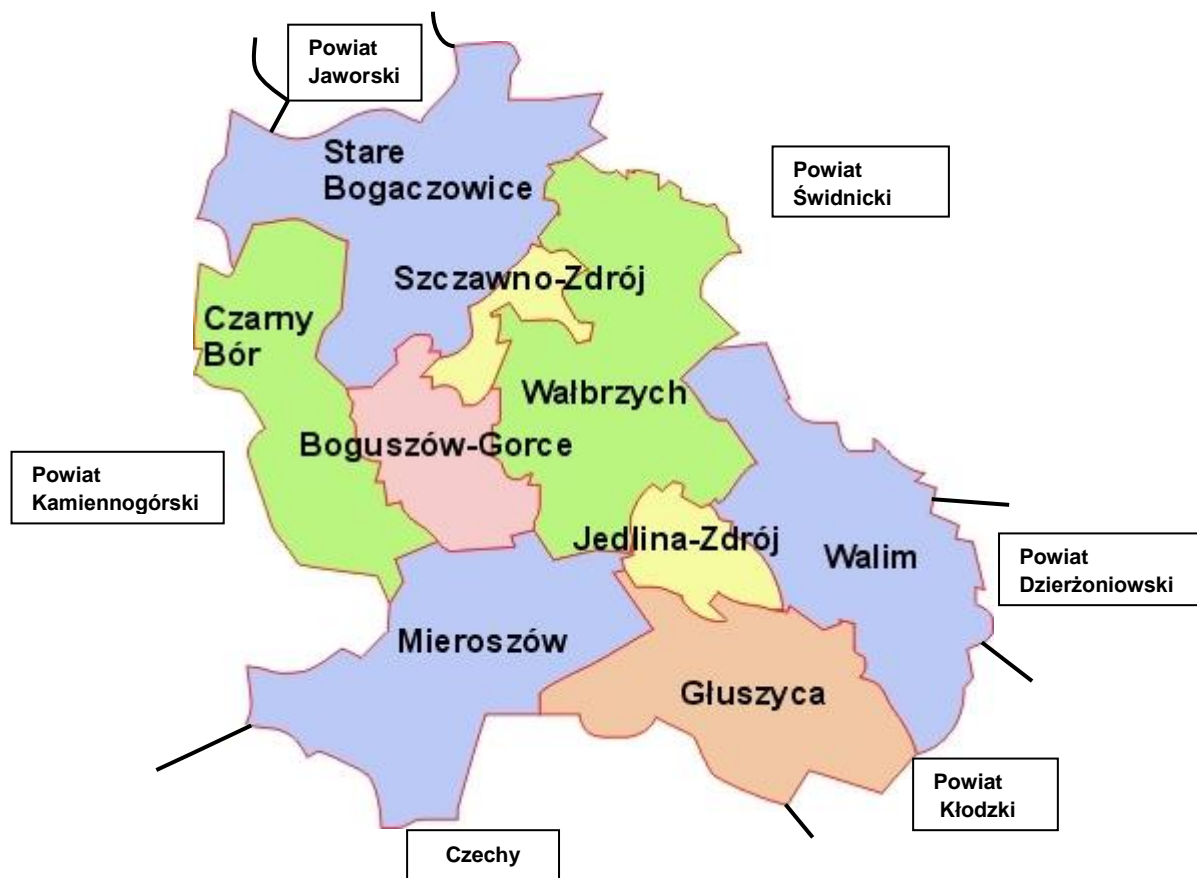 Powiat
Jaworski
Stare
Bogaczowice
Powiat
Świdnicki
Szczawno-Zdrój
Czarny
Bór
Wałbrzych
Boguszów-Gorce
Powiat
Kamiennogórski
Jedlina-Zdrój
Walim
Powiat
Dzierżoniowski
Mieroszów
Głuszyca
Powiat
Kłodzki
Czechy